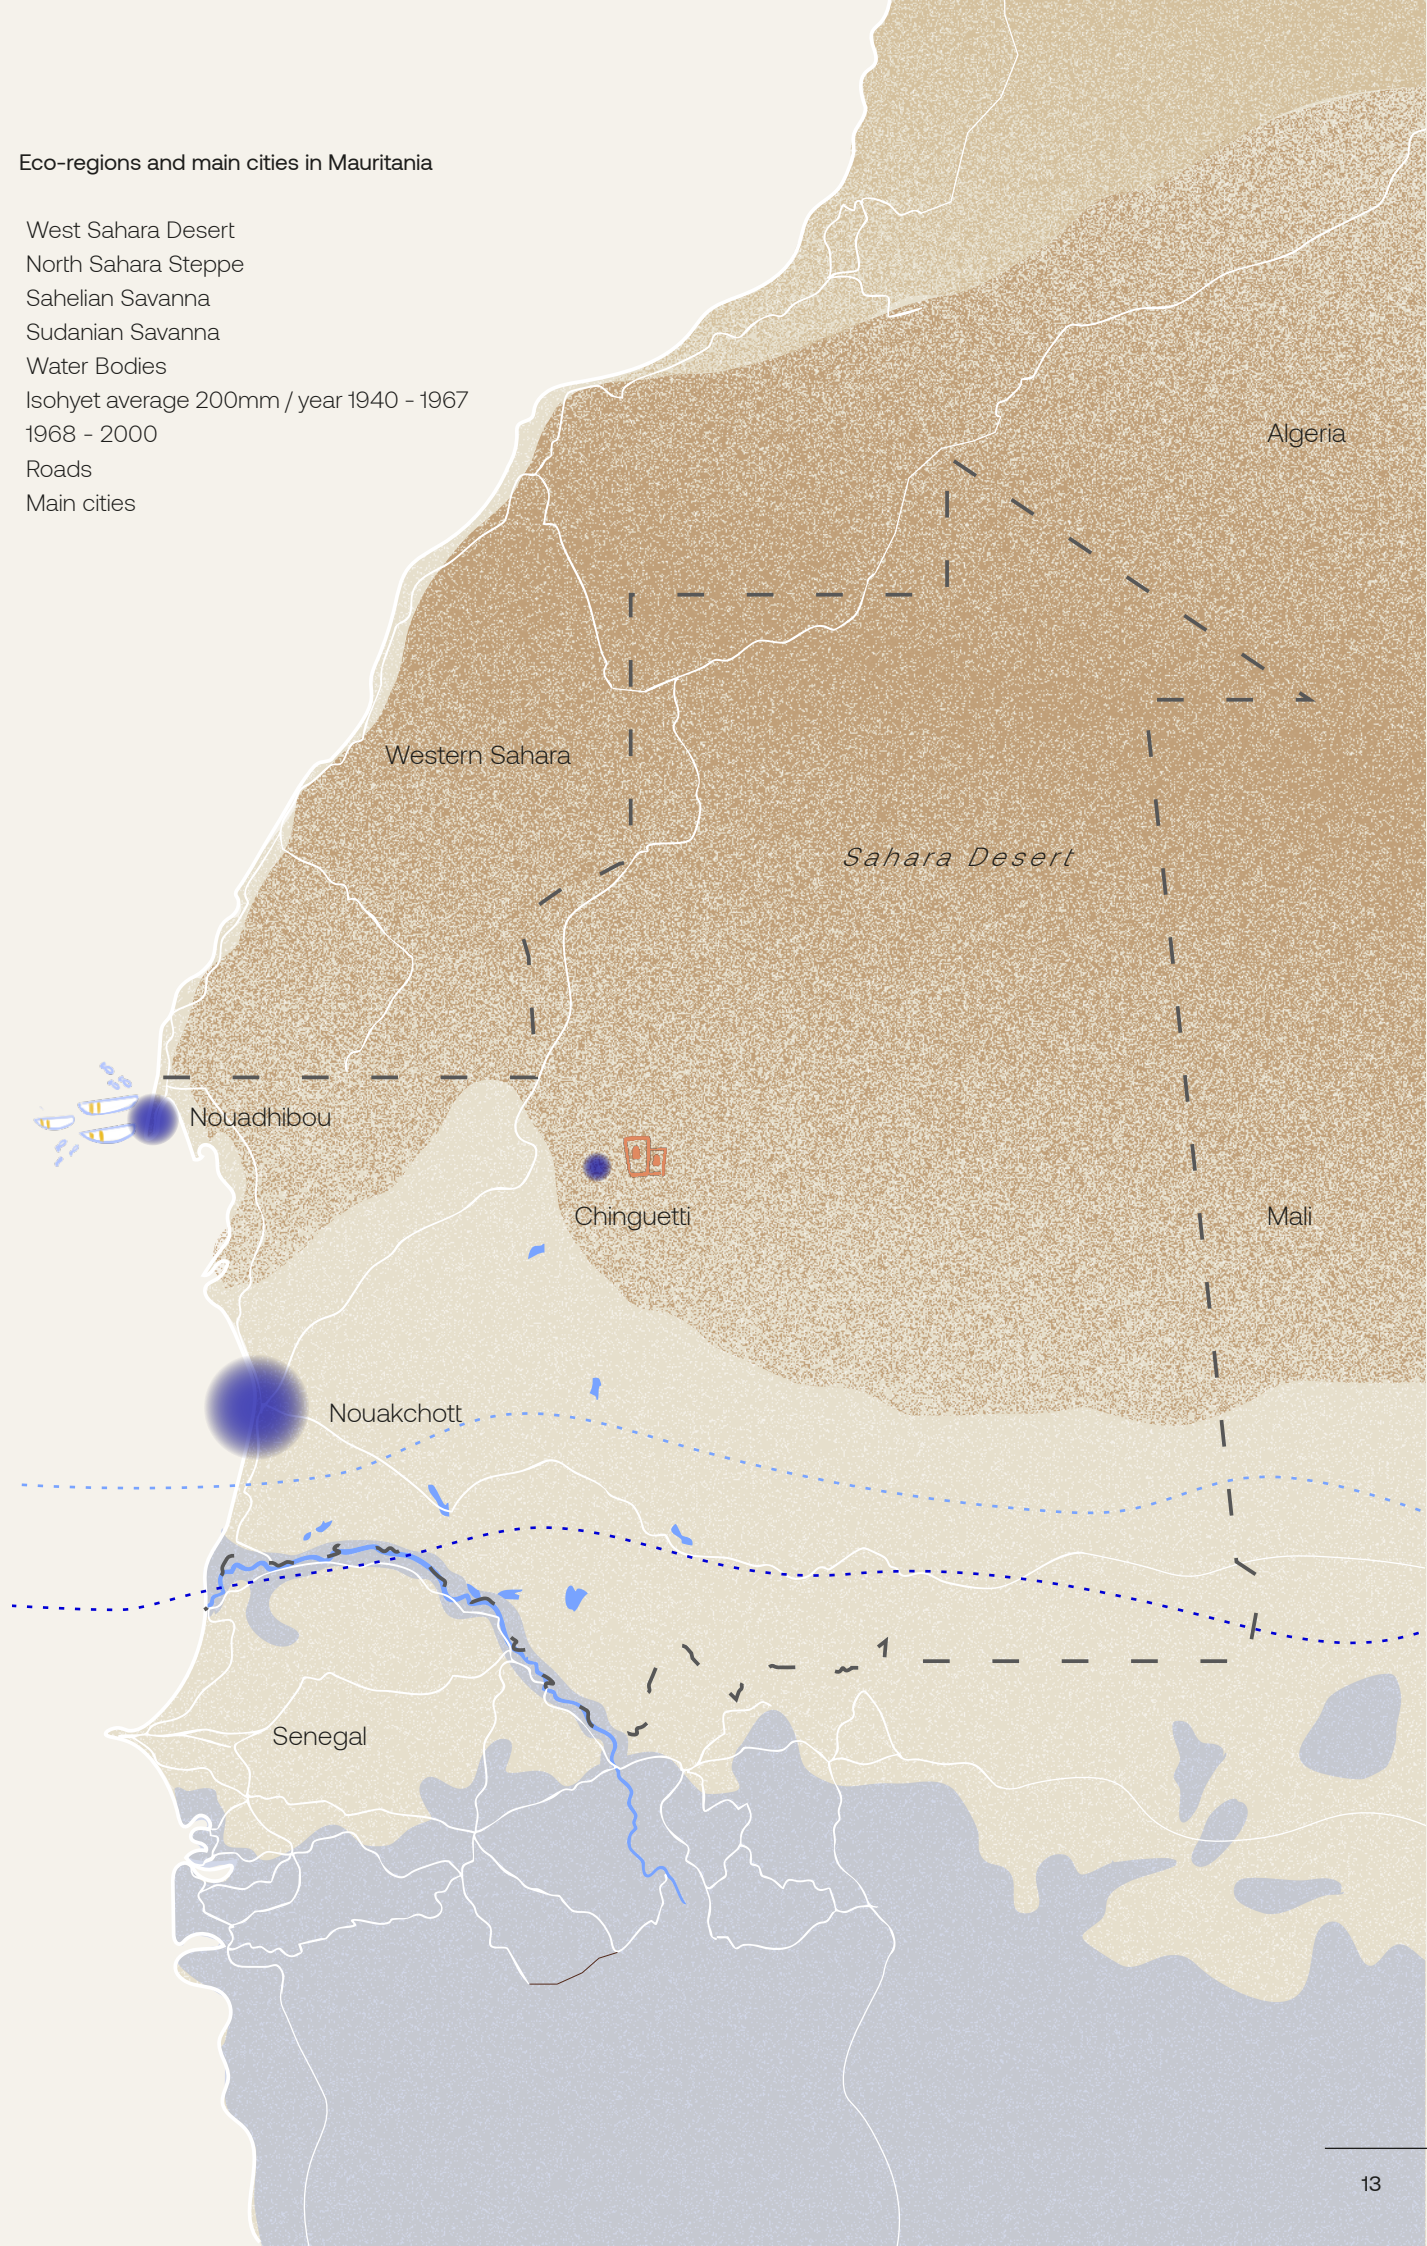 Eco-regions and main cities in Mauritania
West Sahara Desert
North Sahara Steppe
Sahelian Savanna
Sudanian Savanna
Water Bodies
Isohyet average 200mm / year 1940 - 1967
1968 - 2000
Roads
Main cities
Algeria
Western Sahara
Sahara Desert
Nouadhibou
Chinguetti
Mali
Nouakchott
Senegal
13